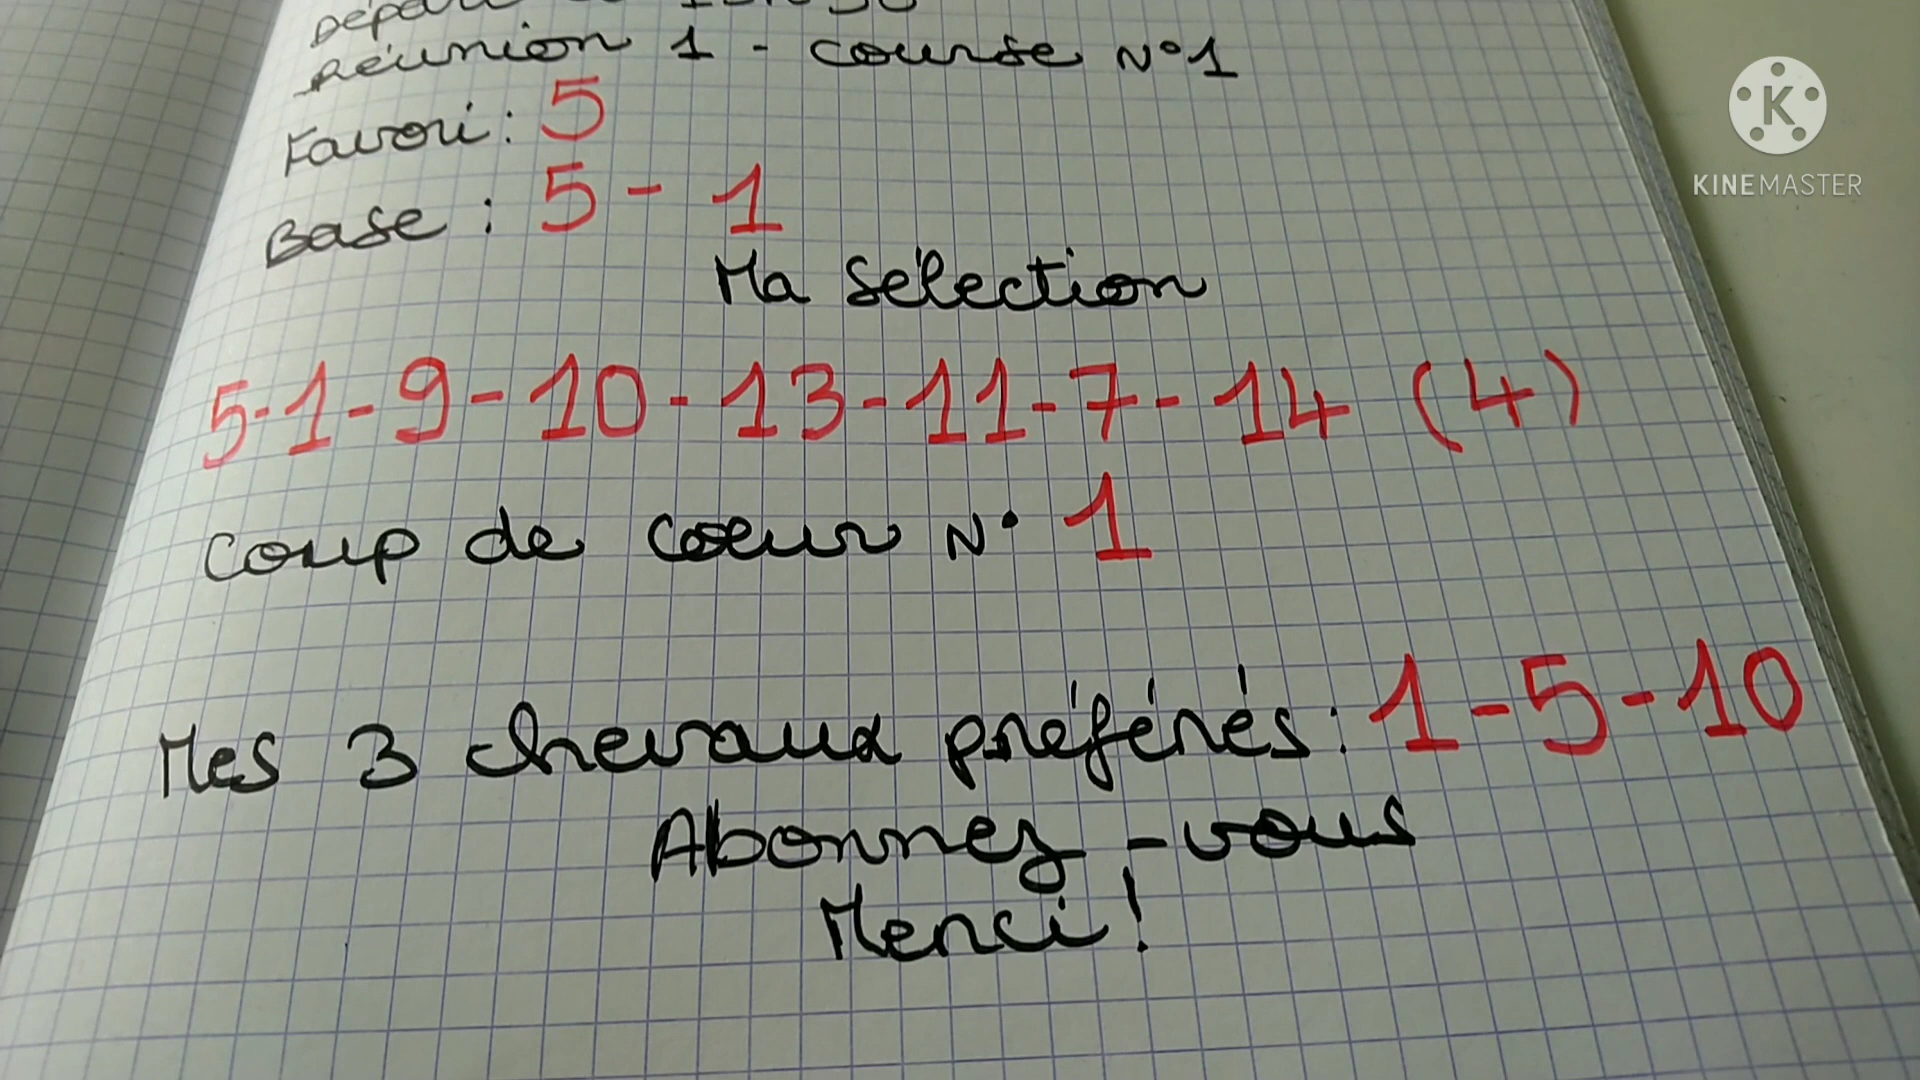 Réunion 1 - course N°1
Favori: 5
Base: 5 - 1
Ma sélection
5-1-9-10-13-11-7-14 (4)
coup de coeur N° 1
Mes 3 chevaux préférés: 1-5-10
Abonnez-vous
Merci!
K
KINEMASTER